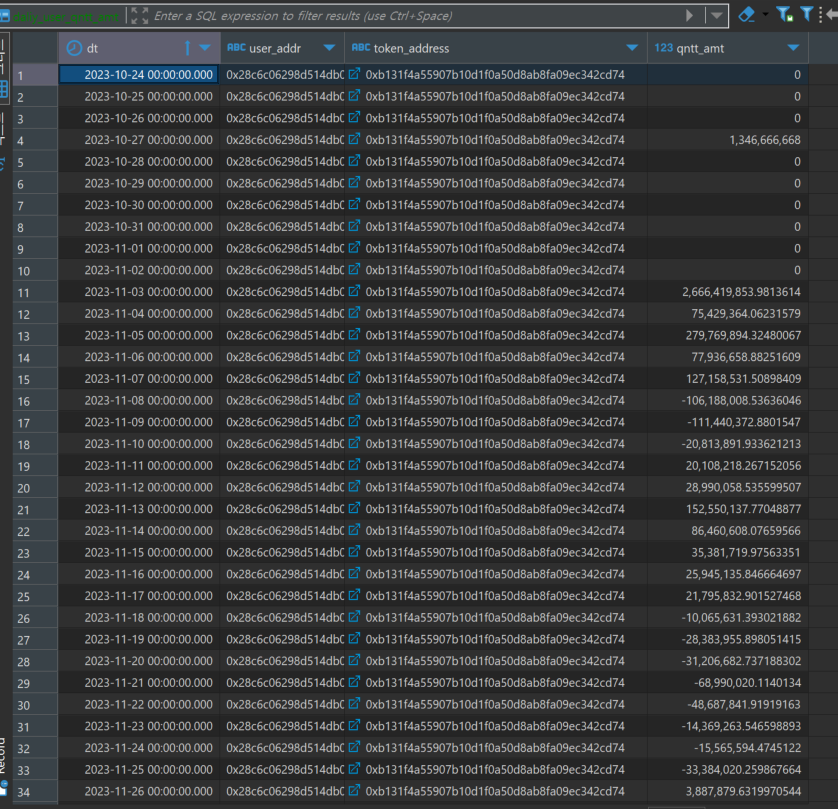 daily_user_qntt_amt Enter a SQL expression to filter results (use Ctrl+Space)
dt ABC user_addr ABC token_address 123 qntt_amt
1 2023-10-24 00:00:00.000 0x28c6c06298d514db0 0xb131f4a55907b10d1f0a50d8ab8fa09ec342cd74 0
2 2023-10-25 00:00:00.000 0x28c6c06298d514db0 0xb131f4a55907b10d1f0a50d8ab8fa09ec342cd74 0
3 2023-10-26 00:00:00.000 0x28c6c06298d514db0 0xb131f4a55907b10d1f0a50d8ab8fa09ec342cd74 0
4 2023-10-27 00:00:00.000 0x28c6c06298d514db0 0xb131f4a55907b10d1f0a50d8ab8fa09ec342cd74 1,346,666,668
5 2023-10-28 00:00:00.000 0x28c6c06298d514db0 0xb131f4a55907b10d1f0a50d8ab8fa09ec342cd74 0
6 2023-10-29 00:00:00.000 0x28c6c06298d514db0 0xb131f4a55907b10d1f0a50d8ab8fa09ec342cd74 0
7 2023-10-30 00:00:00.000 0x28c6c06298d514db0 0xb131f4a55907b10d1f0a50d8ab8fa09ec342cd74 0
8 2023-10-31 00:00:00.000 0x28c6c06298d514db0 0xb131f4a55907b10d1f0a50d8ab8fa09ec342cd74 0
9 2023-11-01 00:00:00.000 0x28c6c06298d514db0 0xb131f4a55907b10d1f0a50d8ab8fa09ec342cd74 0
10 2023-11-02 00:00:00.000 0x28c6c06298d514db0 0xb131f4a55907b10d1f0a50d8ab8fa09ec342cd74 0
11 2023-11-03 00:00:00.000 0x28c6c06298d514db0 0xb131f4a55907b10d1f0a50d8ab8fa09ec342cd74 2,666,419,853.9813614
12 2023-11-04 00:00:00.000 0x28c6c06298d514db0 0xb131f4a55907b10d1f0a50d8ab8fa09ec342cd74 75,429,364.06231579
13 2023-11-05 00:00:00.000 0x28c6c06298d514db0 0xb131f4a55907b10d1f0a50d8ab8fa09ec342cd74 279,769,894.32480067
14 2023-11-06 00:00:00.000 0x28c6c06298d514db0 0xb131f4a55907b10d1f0a50d8ab8fa09ec342cd74 77,936,658.88251609
15 2023-11-07 00:00:00.000 0x28c6c06298d514db0 0xb131f4a55907b10d1f0a50d8ab8fa09ec342cd74 127,158,531.50898409
16 2023-11-08 00:00:00.000 0x28c6c06298d514db0 0xb131f4a55907b10d1f0a50d8ab8fa09ec342cd74 -106,188,008.53636046
17 2023-11-09 00:00:00.000 0x28c6c06298d514db0 0xb131f4a55907b10d1f0a50d8ab8fa09ec342cd74 -111,440,372.8801547
18 2023-11-10 00:00:00.000 0x28c6c06298d514db0 0xb131f4a55907b10d1f0a50d8ab8fa09ec342cd74 -20,813,891.933621213
19 2023-11-11 00:00:00.000 0x28c6c06298d514db0 0xb131f4a55907b10d1f0a50d8ab8fa09ec342cd74 20,108,218.267152056
20 2023-11-12 00:00:00.000 0x28c6c06298d514db0 0xb131f4a55907b10d1f0a50d8ab8fa09ec342cd74 28,990,058.535599507
21 2023-11-13 00:00:00.000 0x28c6c06298d514db0 0xb131f4a55907b10d1f0a50d8ab8fa09ec342cd74 152,550,137.77048877
22 2023-11-14 00:00:00.000 0x28c6c06298d514db0 0xb131f4a55907b10d1f0a50d8ab8fa09ec342cd74 86,460,608.07659566
23 2023-11-15 00:00:00.000 0x28c6c06298d514db0 0xb131f4a55907b10d1f0a50d8ab8fa09ec342cd74 35,381,719.97563351
24 2023-11-16 00:00:00.000 0x28c6c06298d514db0 0xb131f4a55907b10d1f0a50d8ab8fa09ec342cd74 25,945,135.846664697
25 2023-11-17 00:00:00.000 0x28c6c06298d514db0 0xb131f4a55907b10d1f0a50d8ab8fa09ec342cd74 21,795,832.901527468
26 2023-11-18 00:00:00.000 0x28c6c06298d514db0 0xb131f4a55907b10d1f0a50d8ab8fa09ec342cd74 -10,065,631.393021882
27 2023-11-19 00:00:00.000 0x28c6c06298d514db0 0xb131f4a55907b10d1f0a50d8ab8fa09ec342cd74 -28,383,955.898051415
28 2023-11-20 00:00:00.000 0x28c6c06298d514db0 0xb131f4a55907b10d1f0a50d8ab8fa09ec342cd74 -31,206,682.737188302
29 2023-11-21 00:00:00.000 0x28c6c06298d514db0 0xb131f4a55907b10d1f0a50d8ab8fa09ec342cd74 -68,990,020.1140134
30 2023-11-22 00:00:00.000 0x28c6c06298d514db0 0xb131f4a55907b10d1f0a50d8ab8fa09ec342cd74 -48,687,841.91919163
31 2023-11-23 00:00:00.000 0x28c6c06298d514db0 0xb131f4a55907b10d1f0a50d8ab8fa09ec342cd74 -14,369,263.546598893
32 2023-11-24 00:00:00.000 0x28c6c06298d514db0 0xb131f4a55907b10d1f0a50d8ab8fa09ec342cd74 -15,565,594.4745122
33 2023-11-25 00:00:00.000 0x28c6c06298d514db0 0xb131f4a55907b10d1f0a50d8ab8fa09ec342cd74 -33,384,020.259867664
34 2023-11-26 00:00:00.000 0x28c6c06298d514db0 0xb131f4a55907b10d1f0a50d8ab8fa09ec342cd74 3,887,879.6319970544
Record